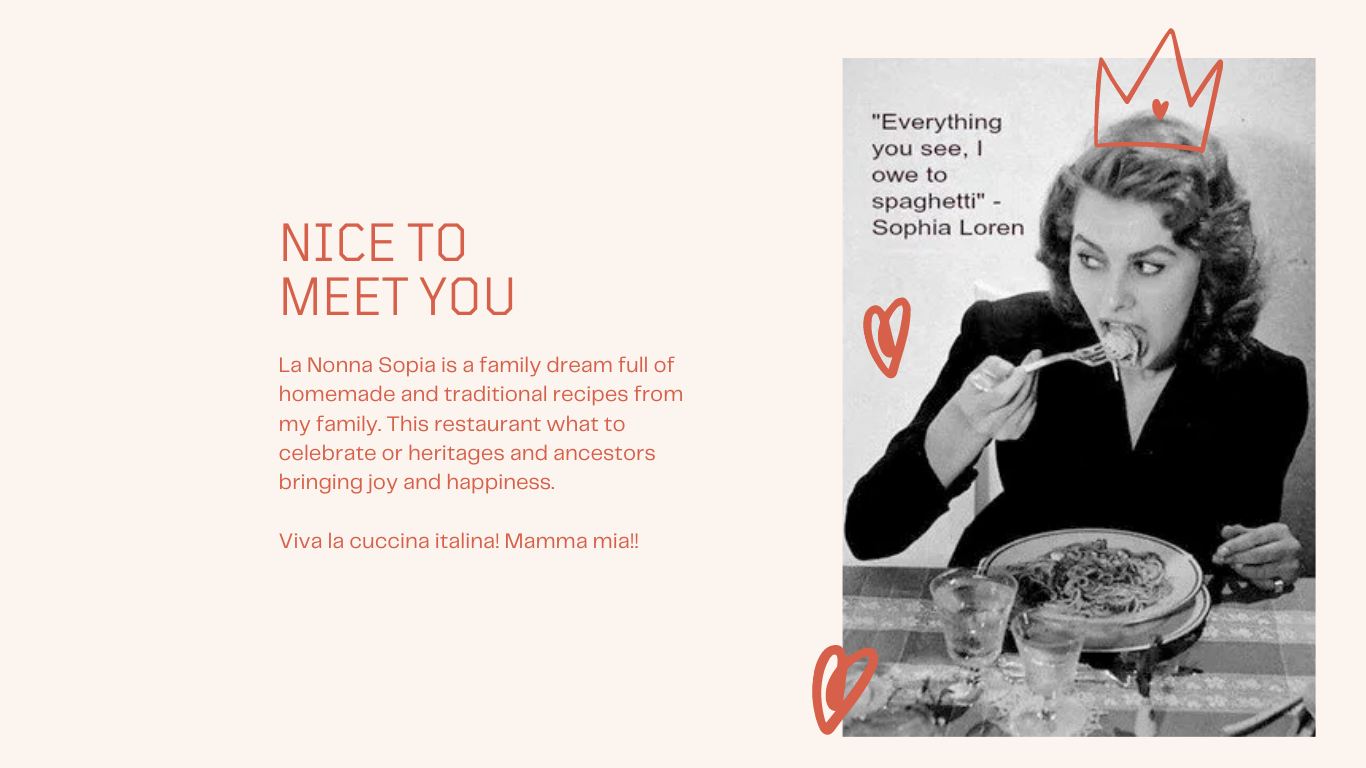 NICE TO
MEET YOU
La Nonna Sopia is a family dream full of
homemade and traditional recipes from
my family. This restaurant what to
celebrate or heritages and ancestors
bringing joy and happiness.
Viva la cuccina italina! Mamma mia!!
"Everything
you see, I
owe to
spaghetti" -
Sophia Loren